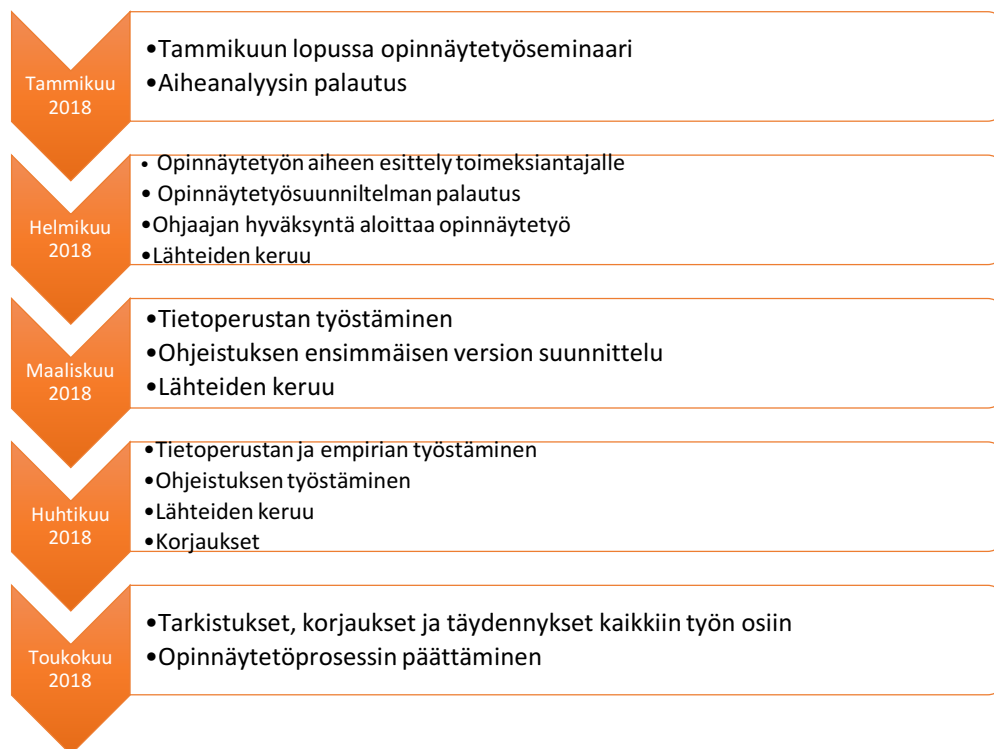 Tammikuu
2018
•Tammikuun lopussa opinnäytetyöseminaari
•Aiheanalyysin palautus
Helmikuu
2018
• Opinnäytetyön aiheen esittely toimeksiantajalle
• Opinnäytetyösuunniltelman palautus
•Ohjaajan hyväksyntä aloittaa opinnäytetyö
•Lähteiden keruu
Maaliskuu
2018
•Tietoperustan työstäminen
•Ohjeistuksen ensimmäisen version suunnittelu
•Lähteiden keruu
Huhtikuu
2018
•Tietoperustan ja empirian työstäminen
•Ohjeistuksen työstäminen
•Lähteiden keruu
•Korjaukset
Toukokuu
2018
•Tarkistukset, korjaukset ja täydennykset kaikkiin työn osiin
•Opinnäytetöprosessin päättäminen